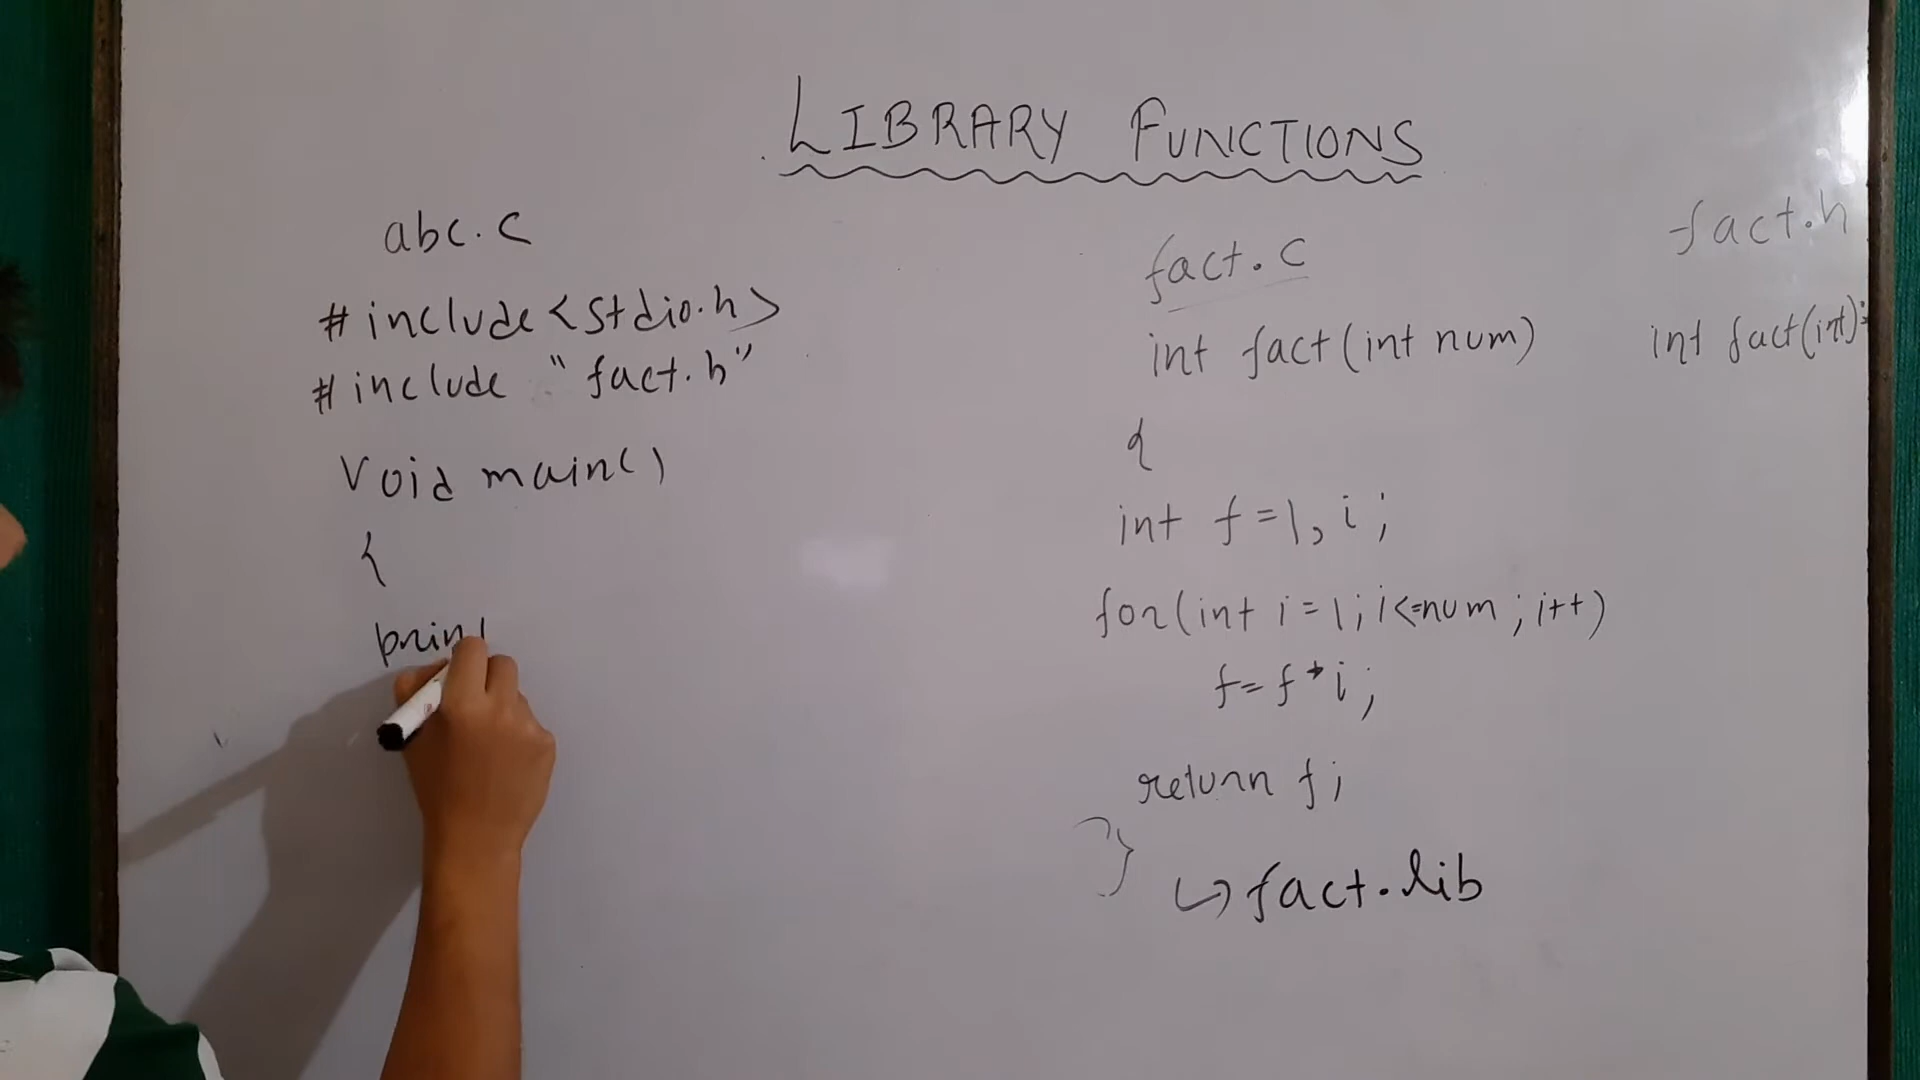 LIBRARY FUNCTIONS
abc.c
#include<stdio.h>
#include "fact.h"
void main()
{
prin
fact.c
int fact(int num)
{
int f=1, i;
for(int i=1; i<=num; i++)
f=f*i;
return f;
}
↳ fact.lib
fact.h
int fact(int);